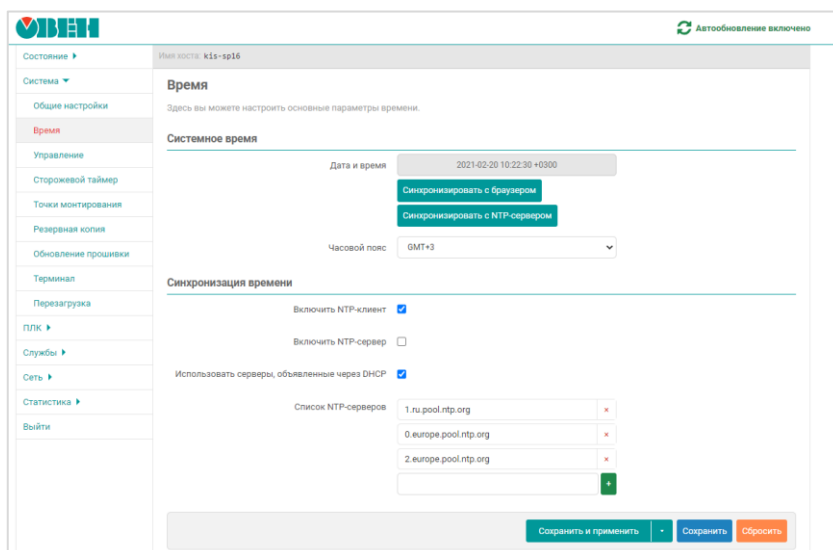 ОВЕН
Автообновление включено
Состояние
Имя хоста: kis-sp16
Система
Общие настройки
Время
Управление
Сторожевой таймер
Точки монтирования
Резервная копия
Обновление прошивки
Терминал
Перезагрузка
ПЛК
Службы
Сеть
Статистика
Выйти
Время
Здесь вы можете настроить основные параметры времени.
Системное время
Дата и время 2021-02-20 10:22:30 +0300
Синхронизировать с браузером
Синхронизировать с NTP-сервером
Часовой пояс GMT+3
Синхронизация времени
Включить NTP-клиент
Включить NTP-сервер
Использовать серверы, объявленные через DHCP
Список NTP-серверов 1.ru.pool.ntp.org ×
0.europe.pool.ntp.org ×
2.europe.pool.ntp.org ×
+
Сохранить и применить Сохранить Сбросить